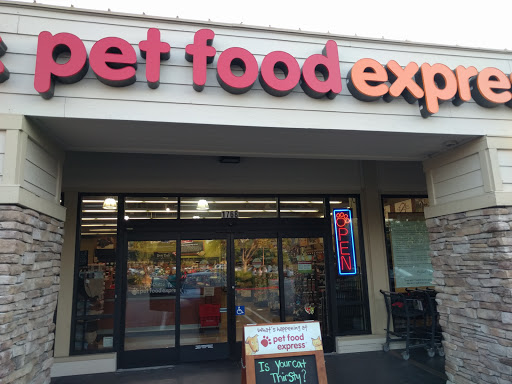 pet food expre
OPEN
What's happening at
pet food
express
Is Your Cat
Thirsty?